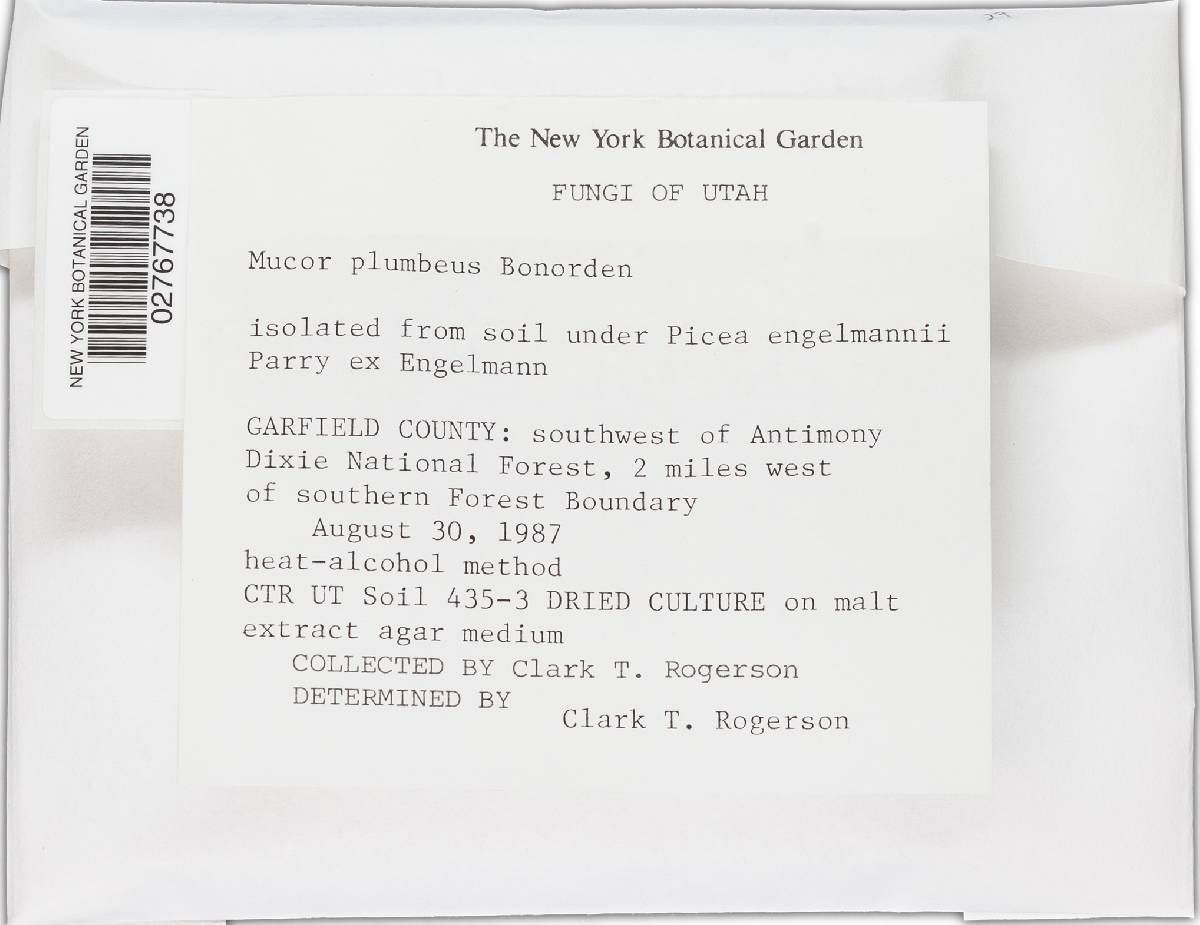 The New York Botanical Garden
FUNGI OF UTAH
NEW YORK BOTANICAL GARDEN
02767738
Mucor plumbeus Bonorden
isolated from soil under Picea engelmannii
Parry ex Engelmann
GARFIELD COUNTY: southwest of Antimony
Dixie National Forest, 2 miles west
of southern Forest Boundary
August 30, 1987
heat-alcohol method
CTR UT Soil 435-3 DRIED CULTURE on malt
extract agar medium
COLLECTED BY Clark T. Rogerson
DETERMINED BY
Clark T. Rogerson